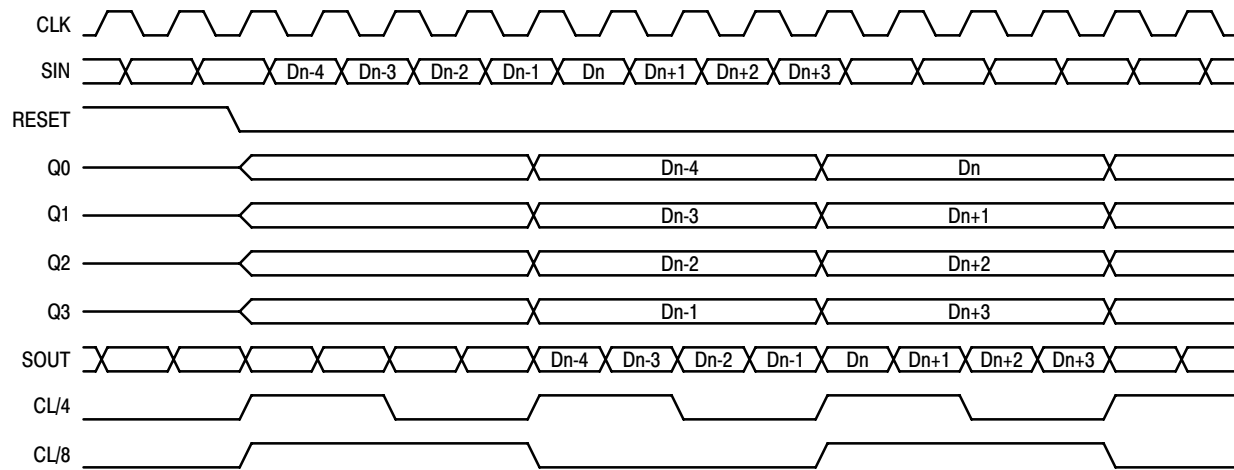 CLK
SIN Dn-4 Dn-3 Dn-2 Dn-1 Dn Dn+1 Dn+2 Dn+3
RESET
Q0 Dn-4 Dn
Q1 Dn-3 Dn+1
Q2 Dn-2 Dn+2
Q3 Dn-1 Dn+3
SOUT Dn-4 Dn-3 Dn-2 Dn-1 Dn Dn+1 Dn+2 Dn+3
CL/4
CL/8